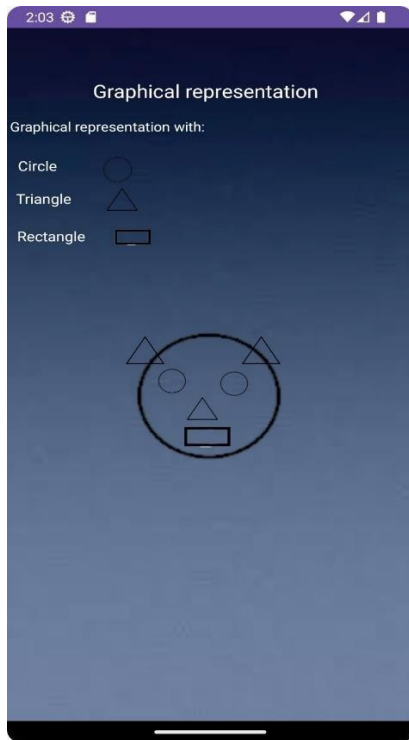 2:03
Graphical representation
Graphical representation with:
Circle
Triangle
Rectangle